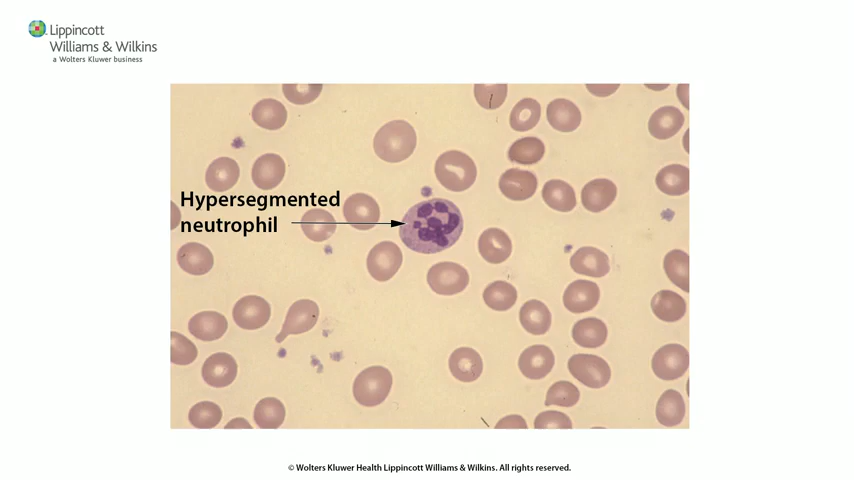 Lippincott
Williams & Wilkins
a Wolters Kluwer business
Hypersegmented
neutrophil
© Wolters Kluwer Health Lippincott Williams & Wilkins. All rights reserved.